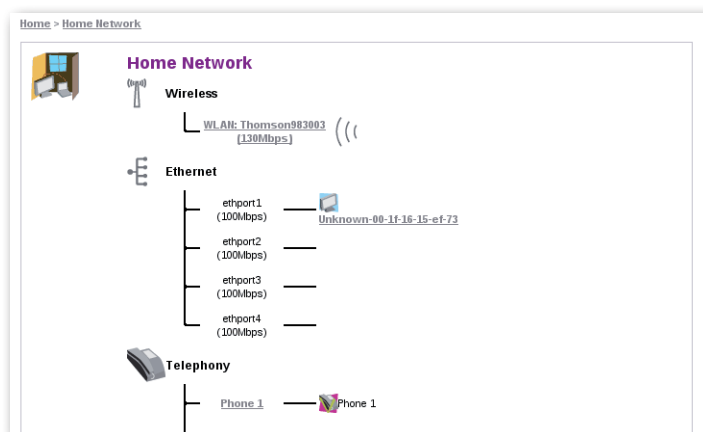 Home > Home Network
Home Network
Wireless
WLAN: Thomson983003
(130Mbps)
Ethernet
ethport1
(100Mbps)
Unknown-00-1f-16-15-ef-73
ethport2
(100Mbps)
ethport3
(100Mbps)
ethport4
(100Mbps)
Telephony
Phone 1
Phone 1